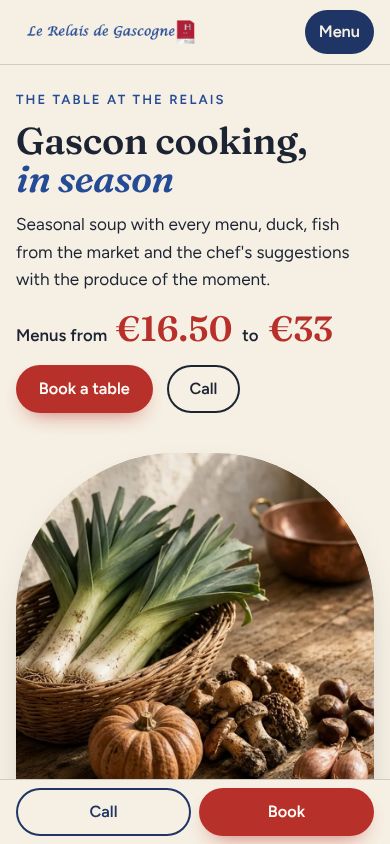 Le Relais de Gascogne
Menu
THE TABLE AT THE RELAIS
Gascon cooking,
in season
Seasonal soup with every menu, duck, fish
from the market and the chef's suggestions
with the produce of the moment.
Menus from €16.50 to €33
Book a table
Call
Call
Book